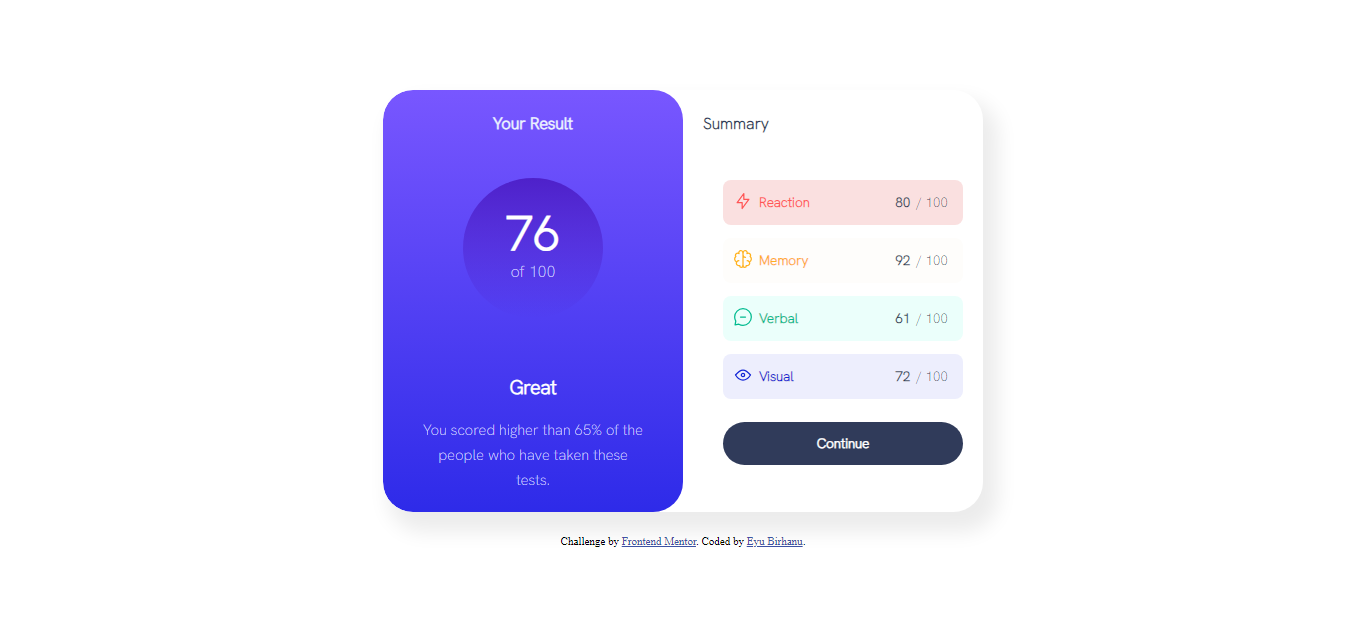 Your Result
76
of 100
Great
You scored higher than 65% of the
people who have taken these
tests.
Summary
Reaction 80 / 100
Memory 92 / 100
Verbal 61 / 100
Visual 72 / 100
Continue
Challenge by Frontend Mentor. Coded by Eyu Birhanu.